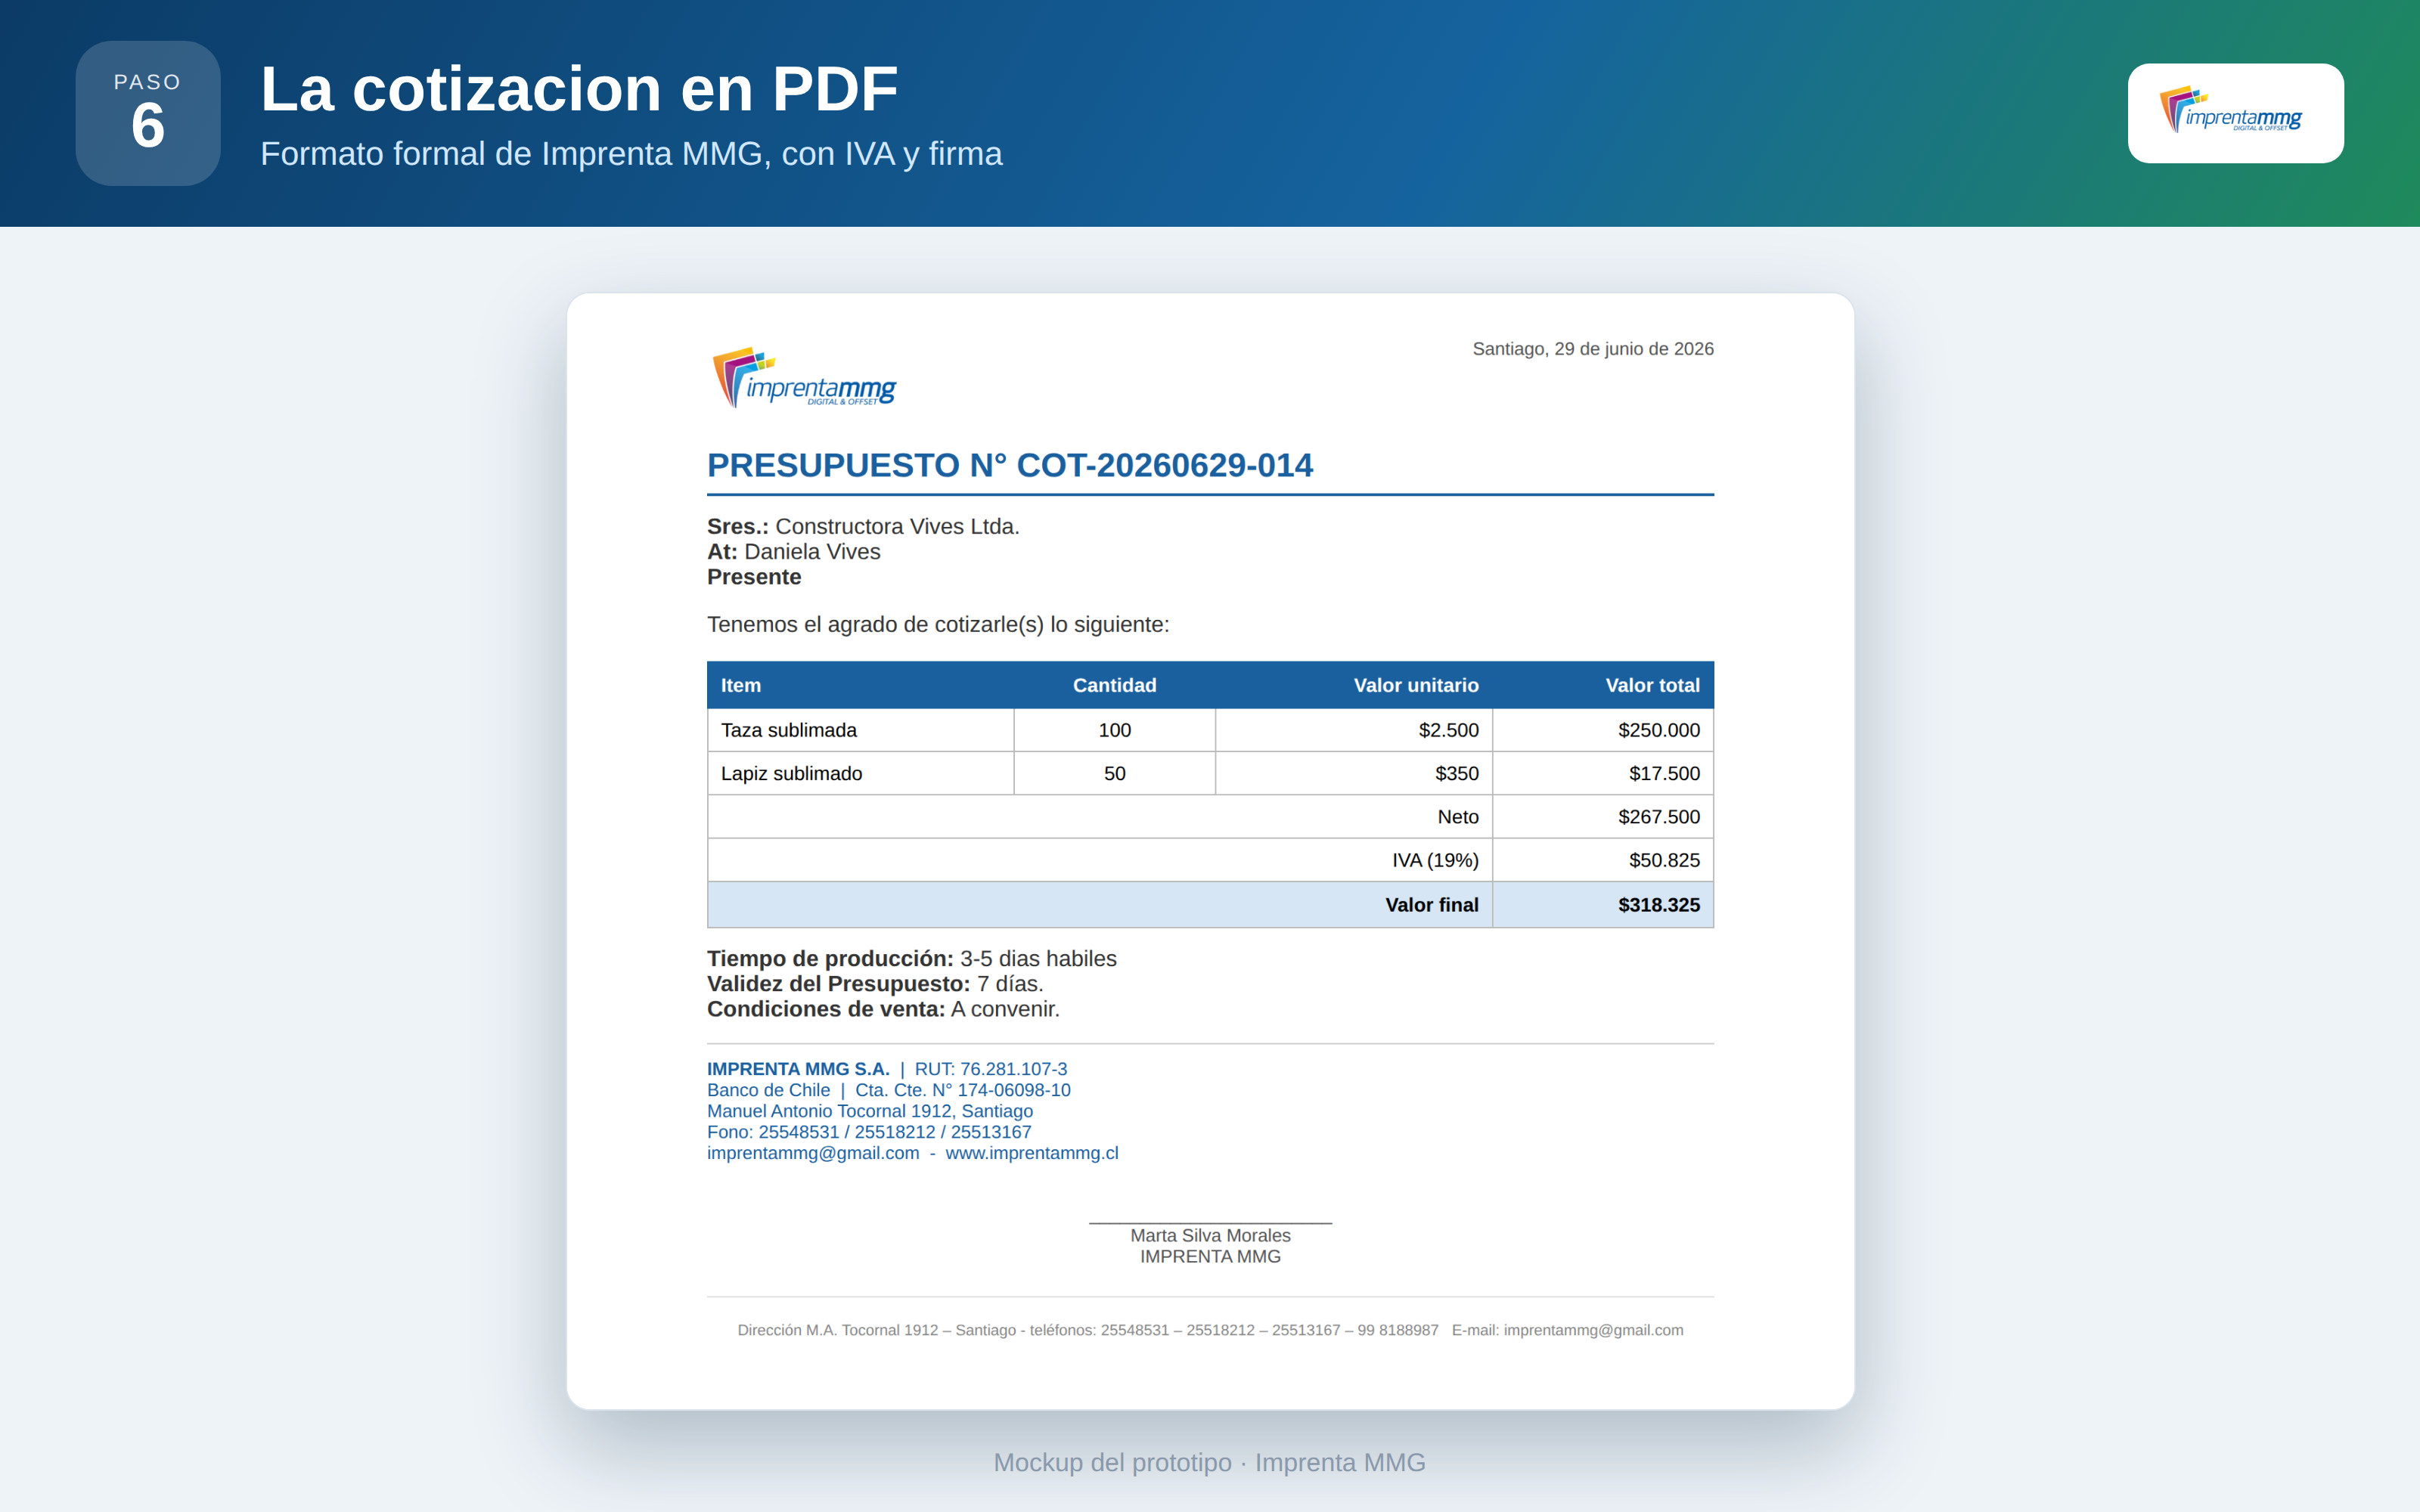 PASO
6
La cotizacion en PDF
Formato formal de Imprenta MMG, con IVA y firma
imprentammg
DIGITAL & OFFSET
imprentammg
DIGITAL & OFFSET
Santiago, 29 de junio de 2026
PRESUPUESTO N° COT-20260629-014
Sres.: Constructora Vives Ltda.
At: Daniela Vives
Presente
Tenemos el agrado de cotizarle(s) lo siguiente:
Item Cantidad Valor unitario Valor total
Taza sublimada 100 $2.500 $250.000
Lapiz sublimado 50 $350 $17.500
Neto $267.500
IVA (19%) $50.825
Valor final $318.325
Tiempo de producción: 3-5 dias habiles
Validez del Presupuesto: 7 días.
Condiciones de venta: A convenir.
IMPRENTA MMG S.A. | RUT: 76.281.107-3
Banco de Chile | Cta. Cte. N° 174-06098-10
Manuel Antonio Tocornal 1912, Santiago
Fono: 25548531 / 25518212 / 25513167
imprentammg@gmail.com - www.imprentammg.cl
Marta Silva Morales
IMPRENTA MMG
Dirección M.A. Tocornal 1912 – Santiago - teléfonos: 25548531 – 25518212 – 25513167 – 99 8188987 E-mail: imprentammg@gmail.com
Mockup del prototipo · Imprenta MMG